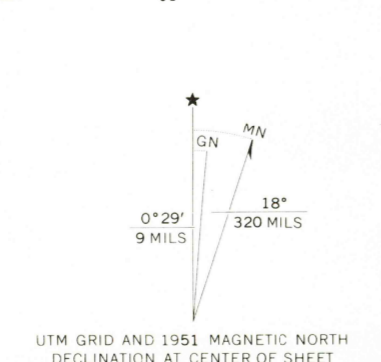 ★
GN
MN
0°29′
9 MILS
18°
320 MILS
UTM GRID AND 1951 MAGNETIC NORTH
DECLINATION AT CENTER OF SHEET